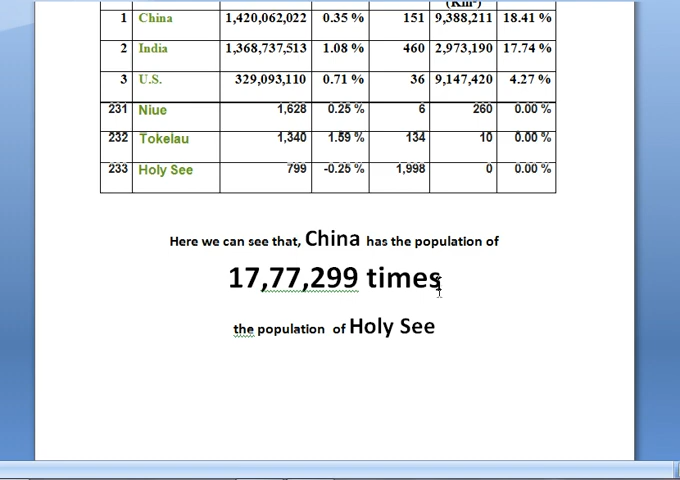 (Km²)
1 China 1,420,062,022 0.35 % 151 9,388,211 18.41 %
2 India 1,368,737,513 1.08 % 460 2,973,190 17.74 %
3 U.S. 329,093,110 0.71 % 36 9,147,420 4.27 %
231 Niue 1,628 0.25 % 6 260 0.00 %
232 Tokelau 1,340 1.59 % 134 10 0.00 %
233 Holy See 799 -0.25 % 1,998 0 0.00 %
Here we can see that, China has the population of
17,77,299 times
the population of Holy See